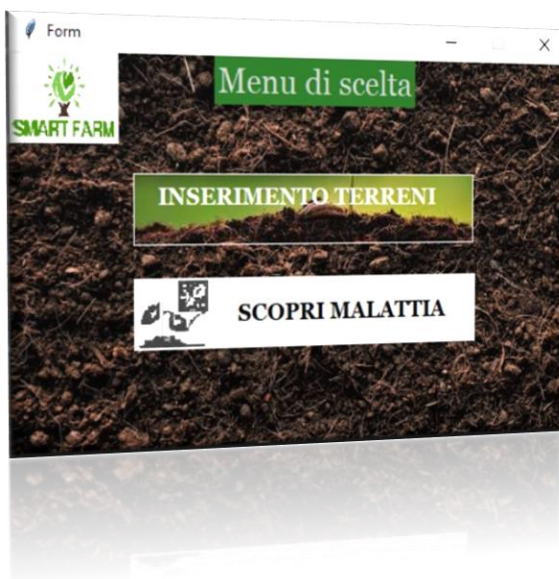 Form
SMART FARM
Menu di scelta
INSERIMENTO TERRENI
SCOPRI MALATTIA